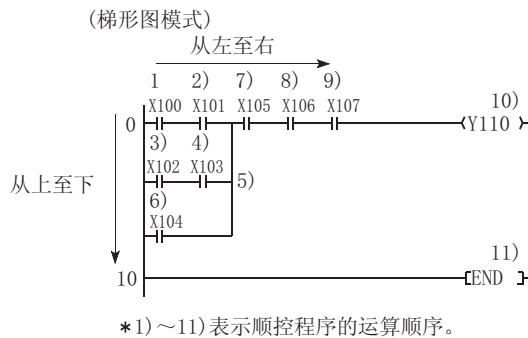 (梯形图模式)
从左至右
1 2) 7) 8) 9) 10)
X100 X101 X105 X106 X107
0 Y110
3) 4)
从上至下
X102 X103
5)
6)
X104
11)
10 END
*1)～11)表示顺控程序的运算顺序。